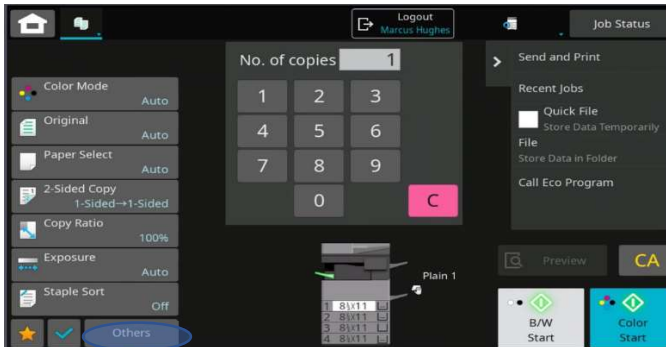 Logout
Marcus Hughes
Job Status
Color Mode
Auto
Original
Auto
Paper Select
Auto
2-Sided Copy
1-Sided→1-Sided
Copy Ratio
100%
Exposure
Auto
Staple Sort
Off
Others
No. of copies 1
1 2 3
4 5 6
7 8 9
0 C
Plain 1
1 8½X11
2 8½X11
3 8½X11
4 8½X11
Send and Print
Recent Jobs
Quick File
Store Data Temporarily
File
Store Data in Folder
Call Eco Program
Preview
CA
B/W
Start
Color
Start